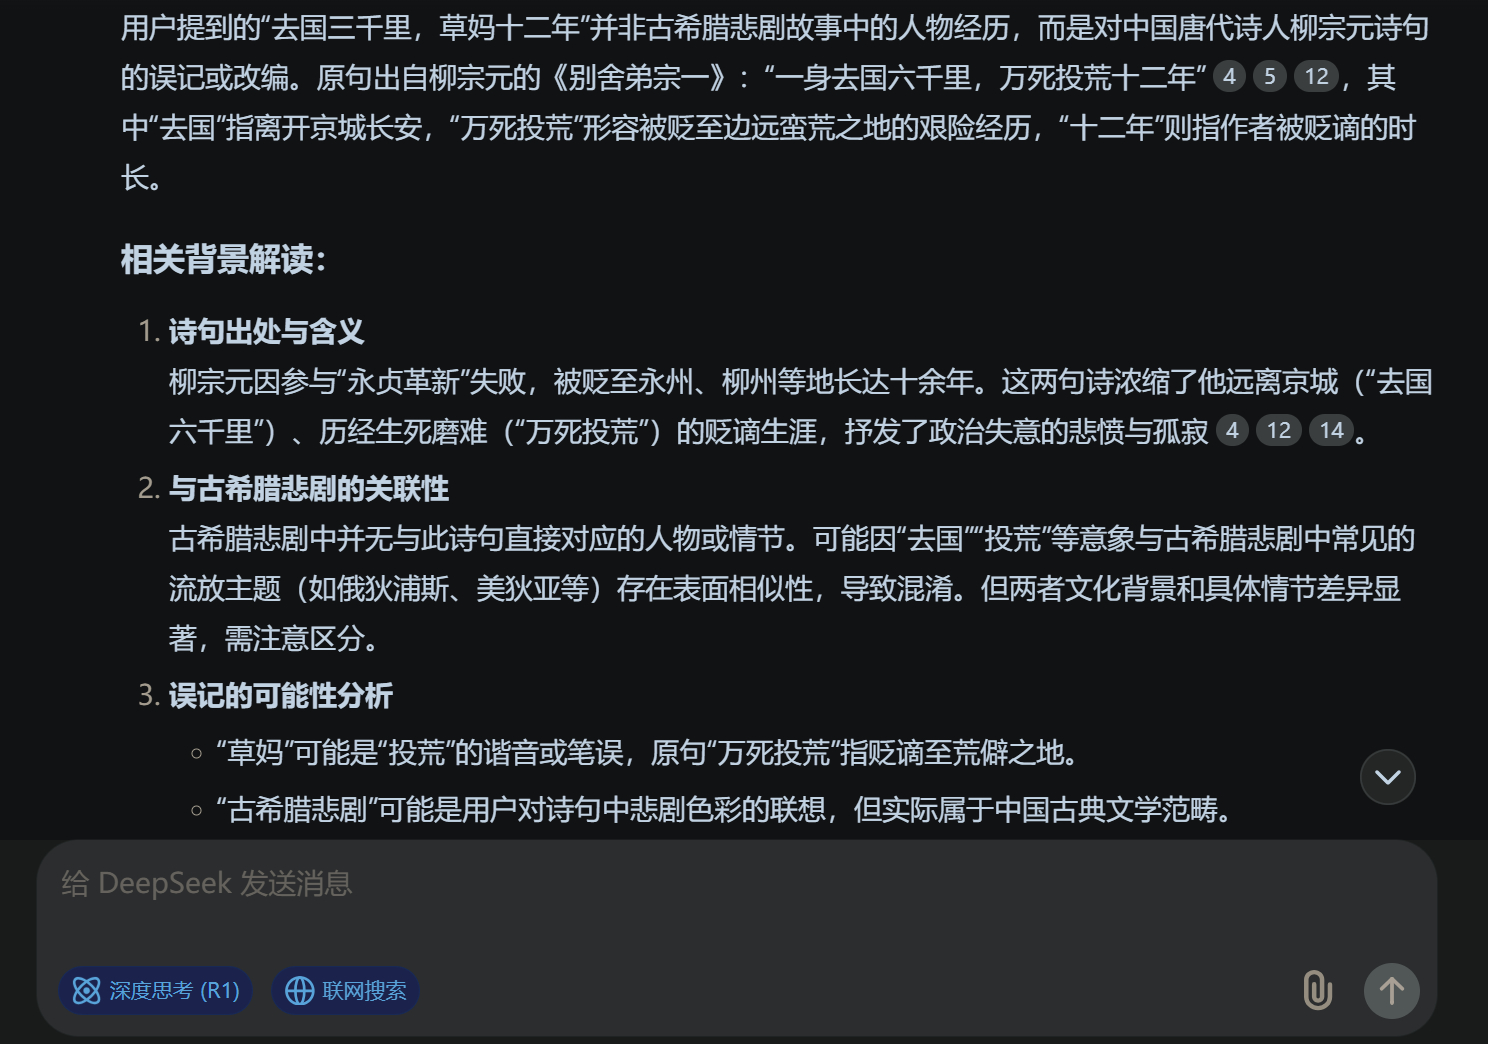 用户提到的“去国三千里，草妈十二年”并非古希腊悲剧故事中的人物经历，而是对中国唐代诗人柳宗元诗句
的误记或改编。原句出自柳宗元的《别舍弟宗一》：“一身去国六千里，万死投荒十二年” 4 5 12 ，其
中“去国”指离开京城长安，“万死投荒”形容被贬至边远蛮荒之地的艰险经历，“十二年”则指作者被贬谪的时
长。
相关背景解读：
1. 诗句出处与含义
柳宗元因参与“永贞革新”失败，被贬至永州、柳州等地长达十余年。这两句诗浓缩了他远离京城（“去国
六千里”）、历经生死磨难（“万死投荒”）的贬谪生涯，抒发了政治失意的悲愤与孤寂 4 12 14 。
2. 与古希腊悲剧的关联性
古希腊悲剧中并无与此诗句直接对应的人物或情节。可能因“去国”“投荒”等意象与古希腊悲剧中常见的
流放主题（如俄狄浦斯、美狄亚等）存在表面相似性，导致混淆。但两者文化背景和具体情节差异显
著，需注意区分。
3. 误记的可能性分析
“草妈”可能是“投荒”的谐音或笔误，原句“万死投荒”指贬谪至荒僻之地。
“古希腊悲剧”可能是用户对诗句中悲剧色彩的联想，但实际属于中国古典文学范畴。
给 DeepSeek 发送消息
深度思考 (R1) 联网搜索